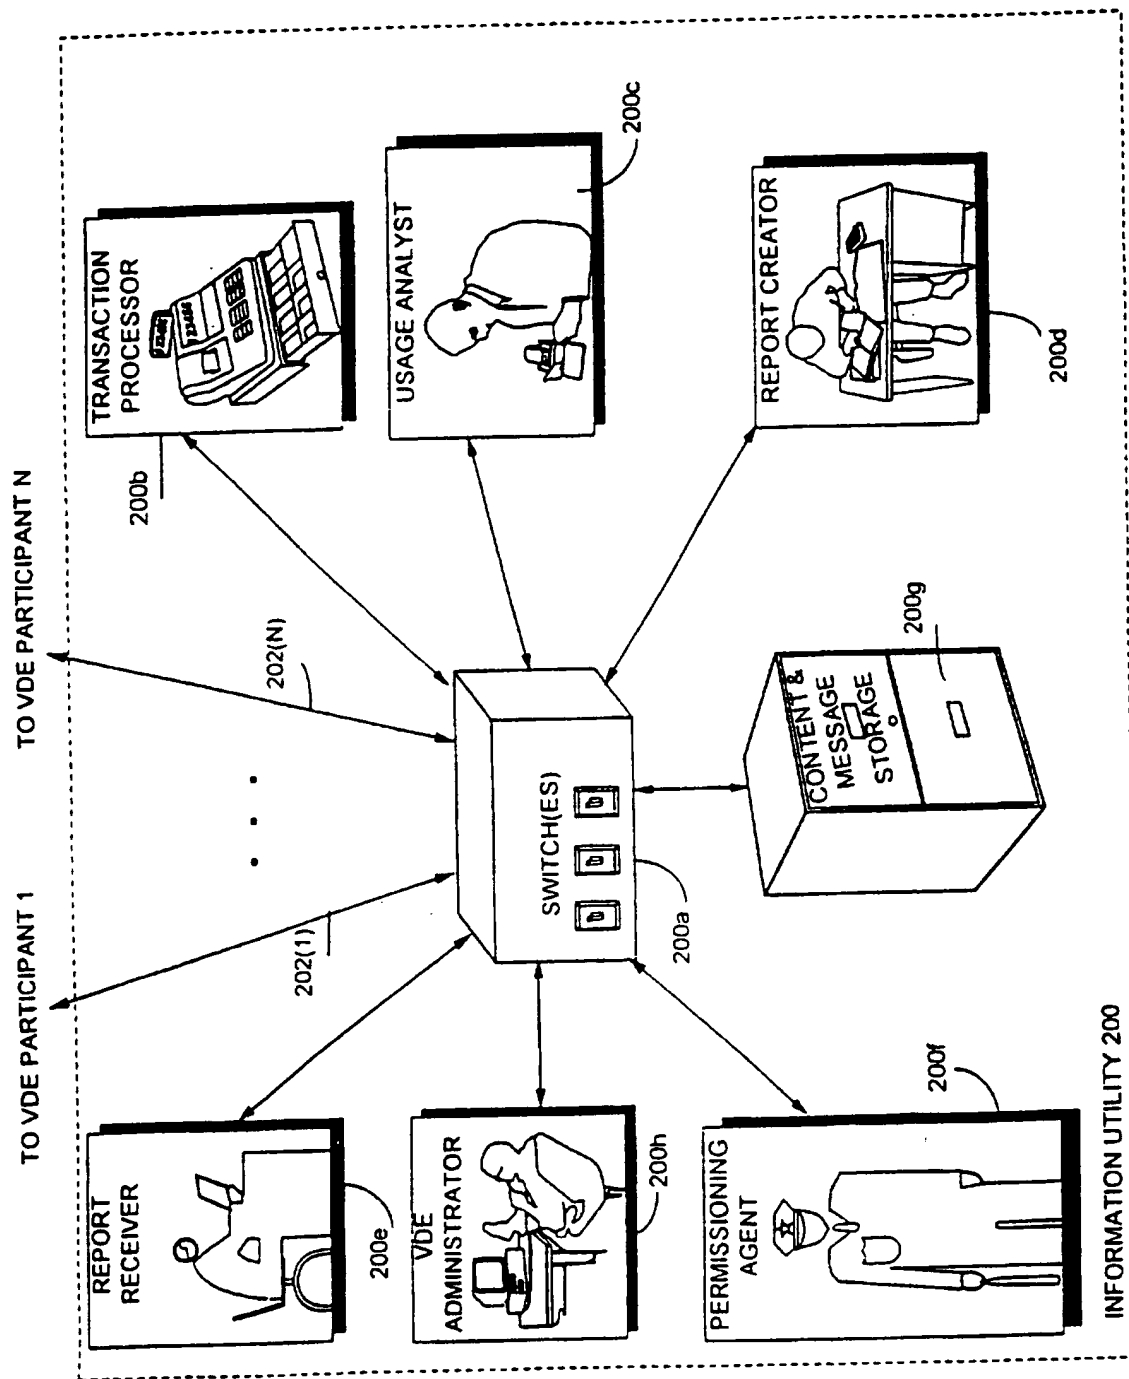 TO VDE PARTICIPANT 1
TO VDE PARTICIPANT N
202(1)
202(N)
REPORT
RECEIVER
200e
TRANSACTION
PROCESSOR
200b
VDE
ADMINISTRATOR
200h
SWITCH(ES)
200a
USAGE ANALYST
200c
PERMISSIONING
AGENT
200f
CONTENT &
MESSAGE
STORAGE
200g
REPORT CREATOR
200d
INFORMATION UTILITY 200